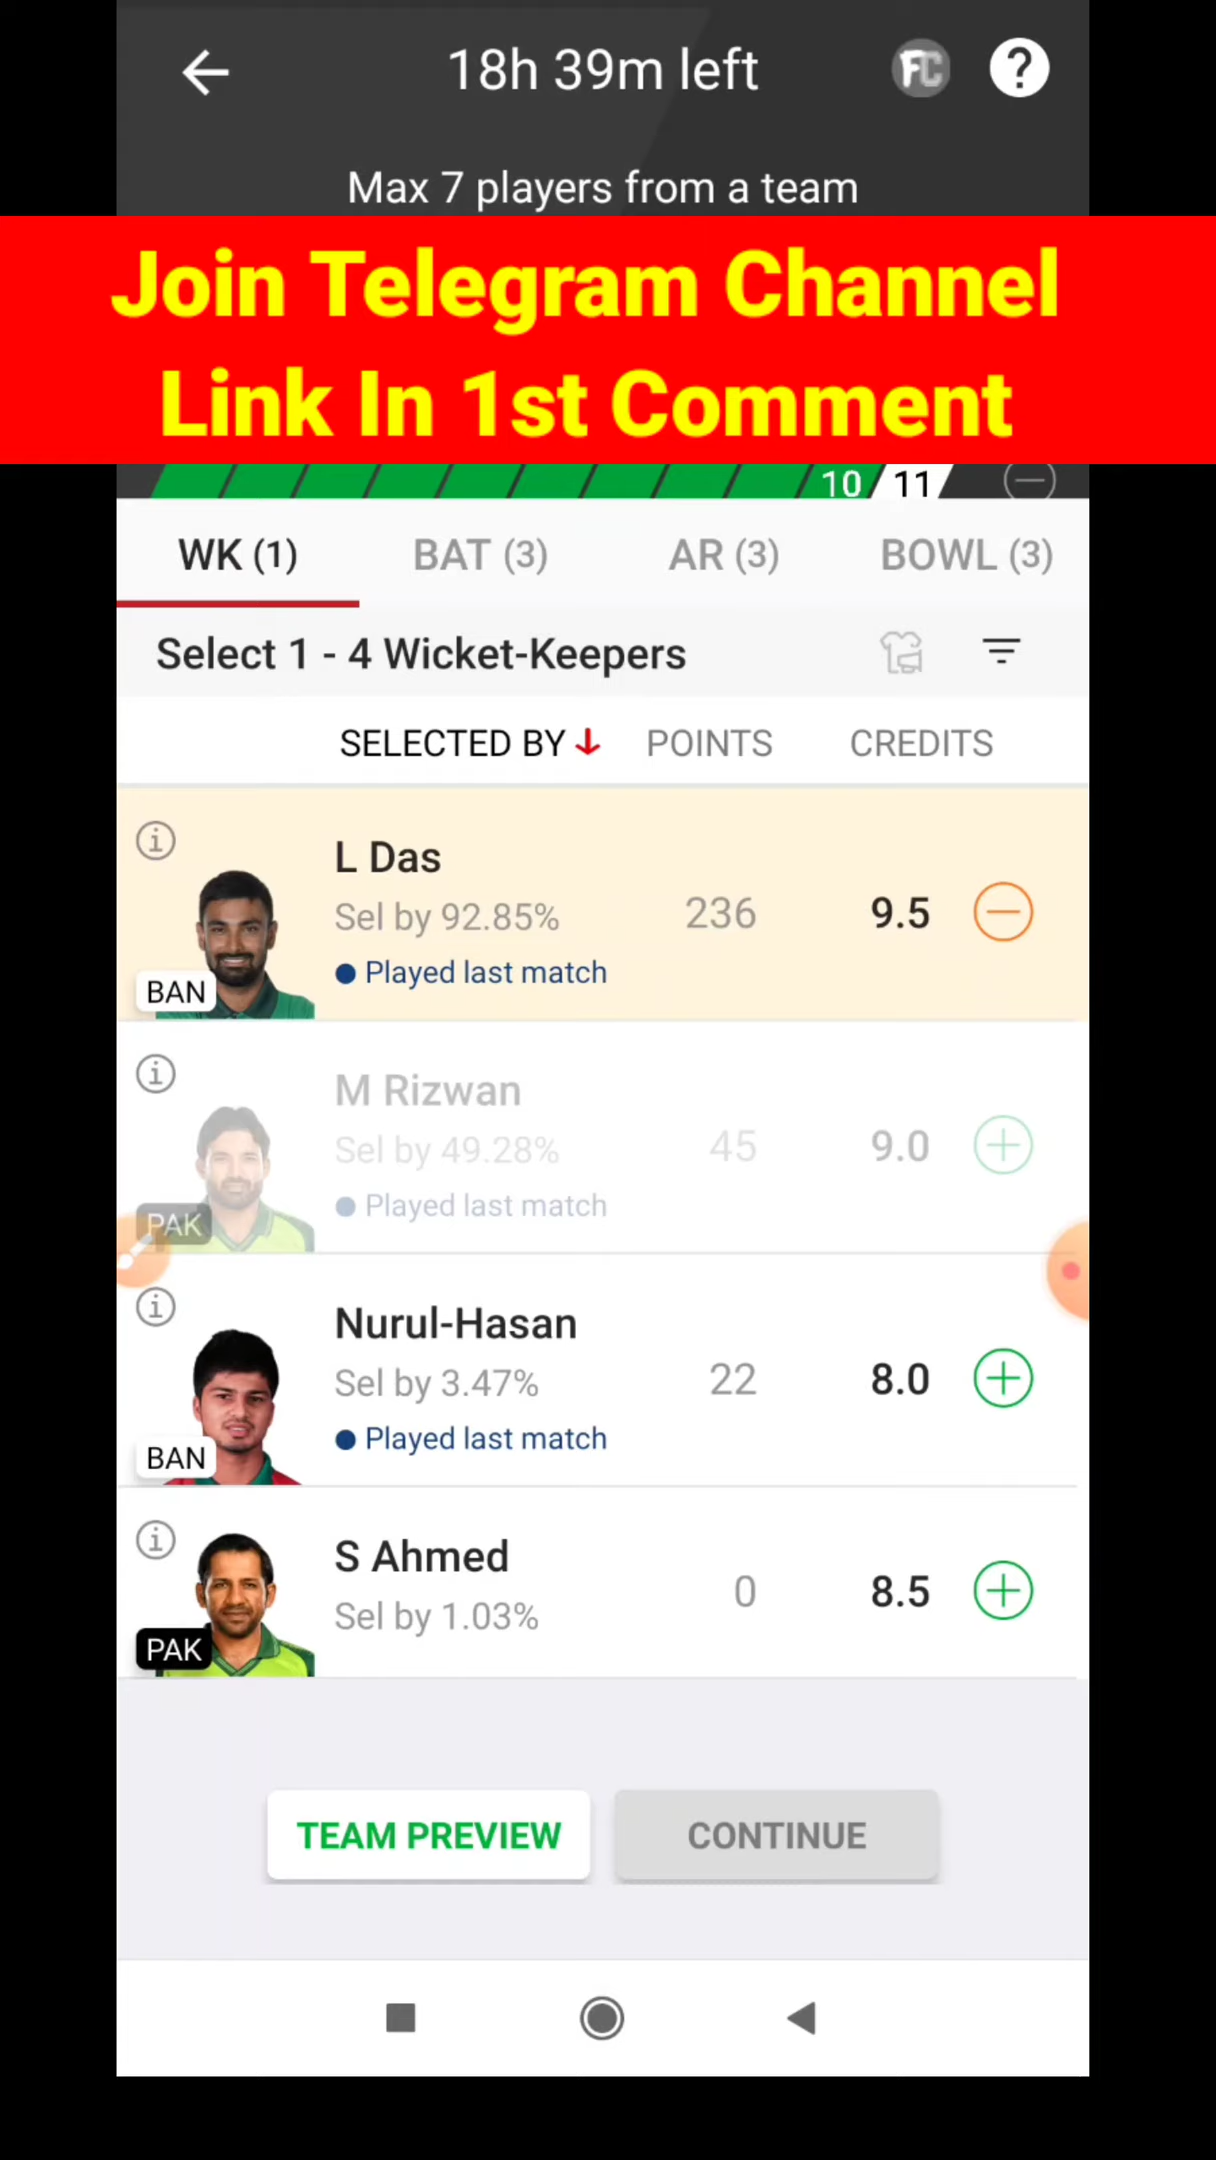 18h 39m left
FC
?
Max 7 players from a team
Join Telegram Channel
Link In 1st Comment
10 11
WK (1) BAT (3) AR (3) BOWL (3)
Select 1 - 4 Wicket-Keepers
SELECTED BY POINTS CREDITS
L Das
Sel by 92.85% 236 9.5
Played last match
BAN
M Rizwan
Sel by 49.28% 45 9.0
Played last match
PAK
Nurul-Hasan
Sel by 3.47% 22 8.0
Played last match
BAN
S Ahmed
Sel by 1.03% 0 8.5
PAK
TEAM PREVIEW CONTINUE